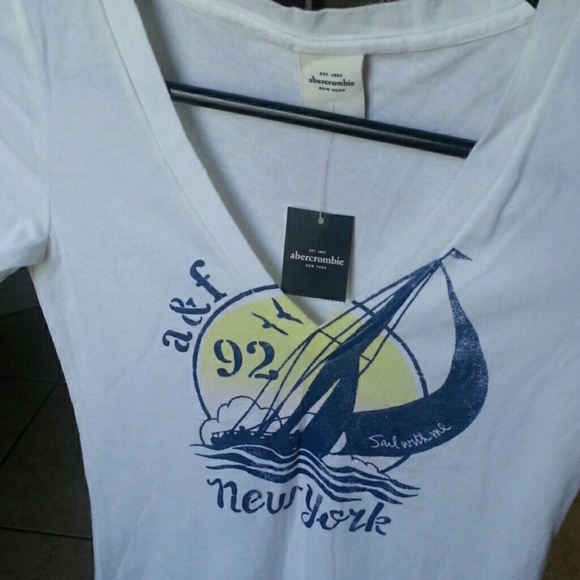 EST. 1892
abercrombie
NEW YORK
EST. 1892
abercrombie
NEW YORK
a&f
92
Sail with me
New York